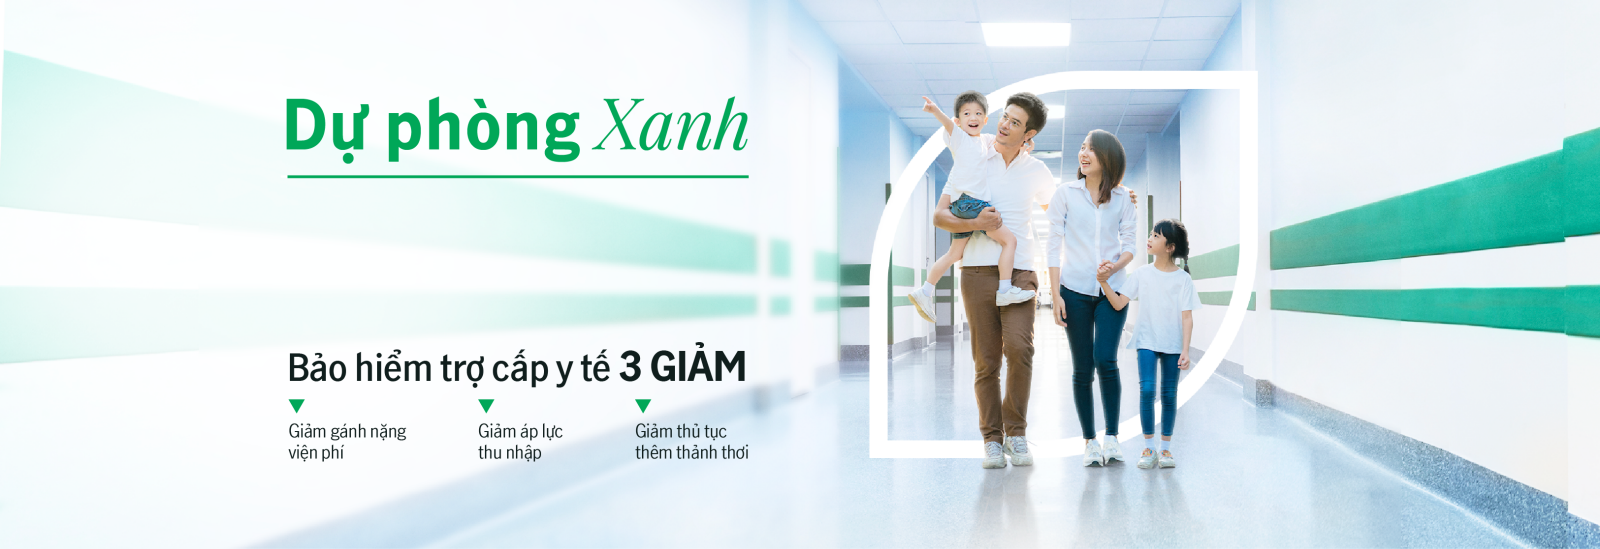 Dự phòng Xanh
Bảo hiểm trợ cấp y tế 3 GIẢM
Giảm gánh nặng
viện phí
Giảm áp lực
thu nhập
Giảm thủ tục
thêm thảnh thơi